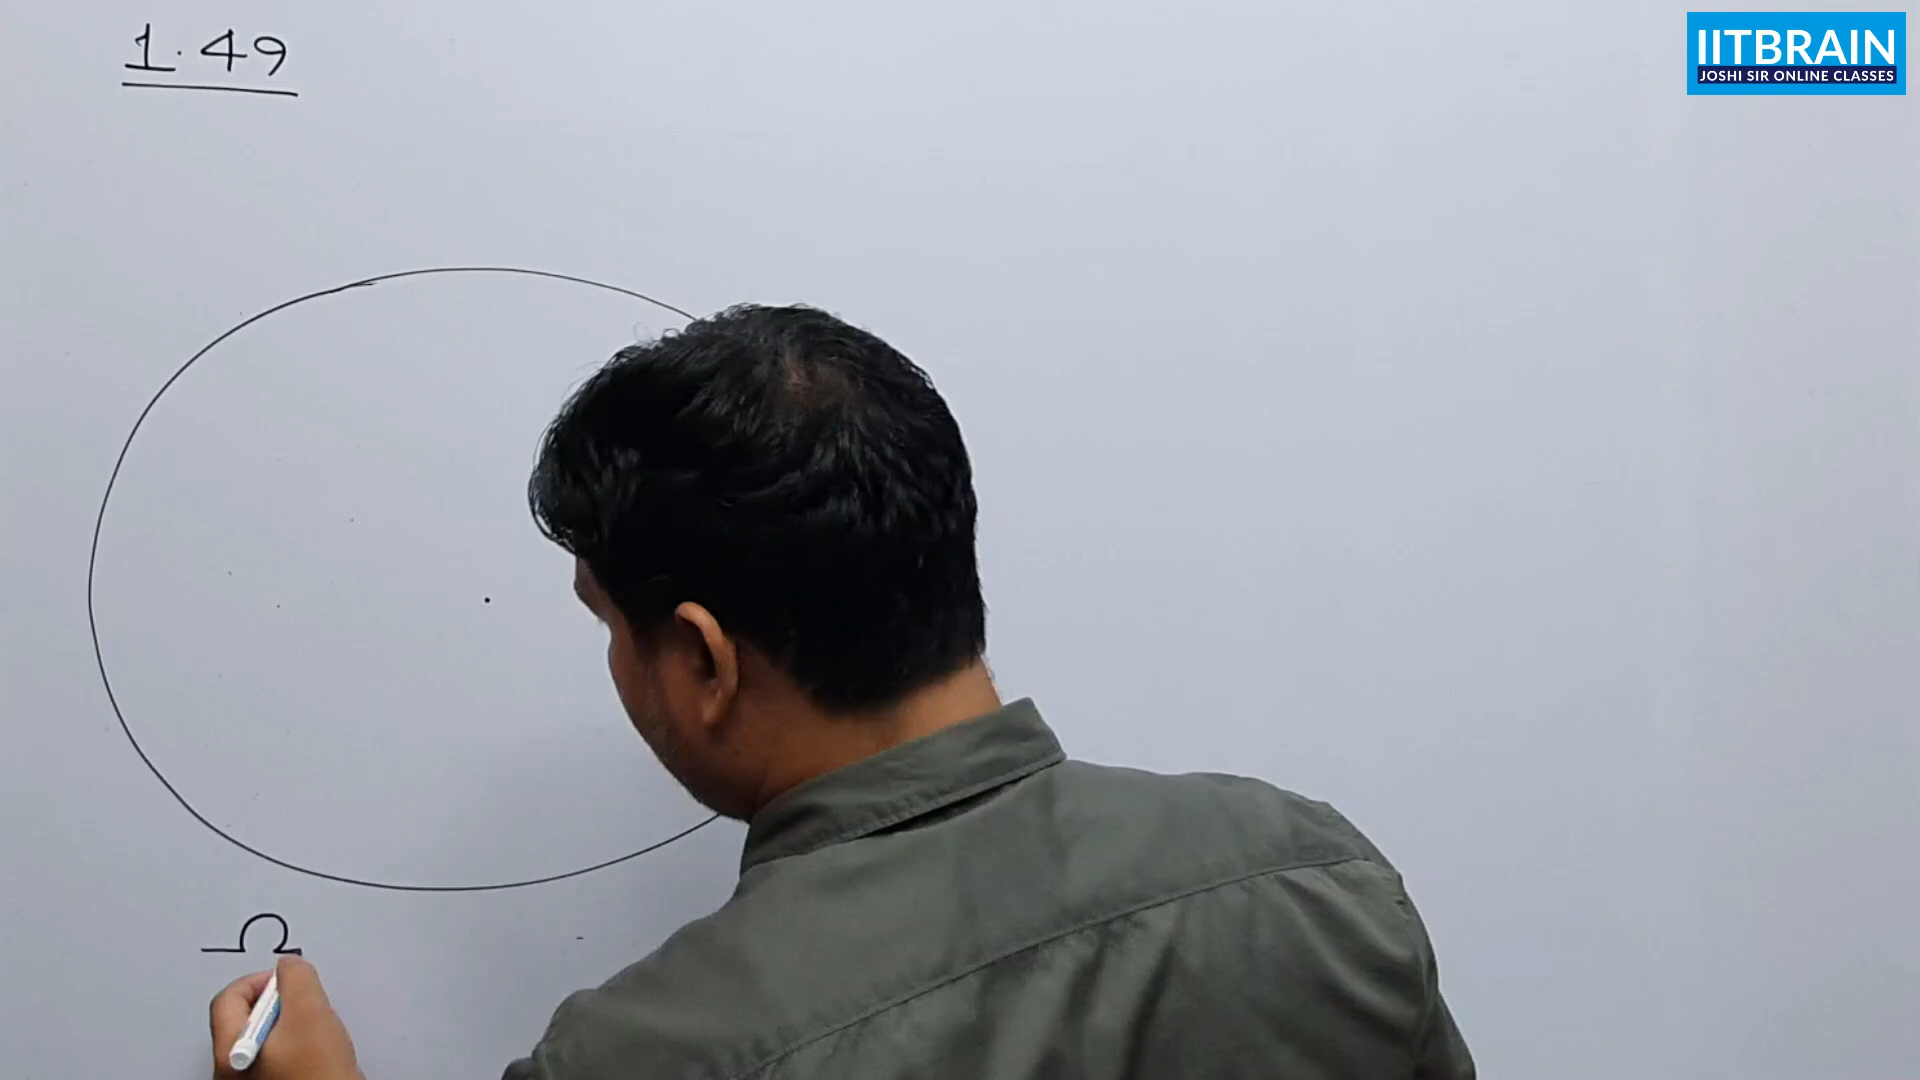 1.49
IITBRAIN
JOSHI SIR ONLINE CLASSES
Ω